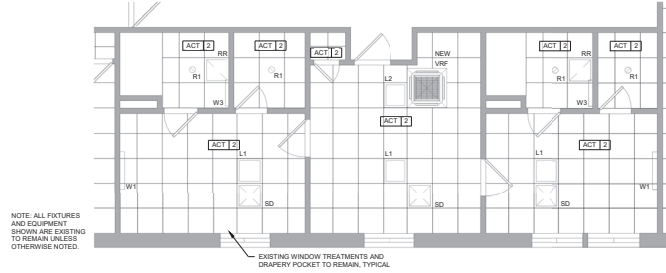 ACT 2
RR
R1
W3
ACT 2
R1
ACT 2
NEW
VRF
L2
ACT 2
ACT 2
RR
R1
W3
ACT 2
R1
ACT 2
L1
W1
SD
L1
SD
ACT 2
L1
W1
SD
NOTE: ALL FIXTURES
AND EQUIPMENT
SHOWN ARE EXISTING
TO REMAIN UNLESS
OTHERWISE NOTED.
EXISTING WINDOW TREATMENTS AND
DRAPERY POCKET TO REMAIN, TYPICAL